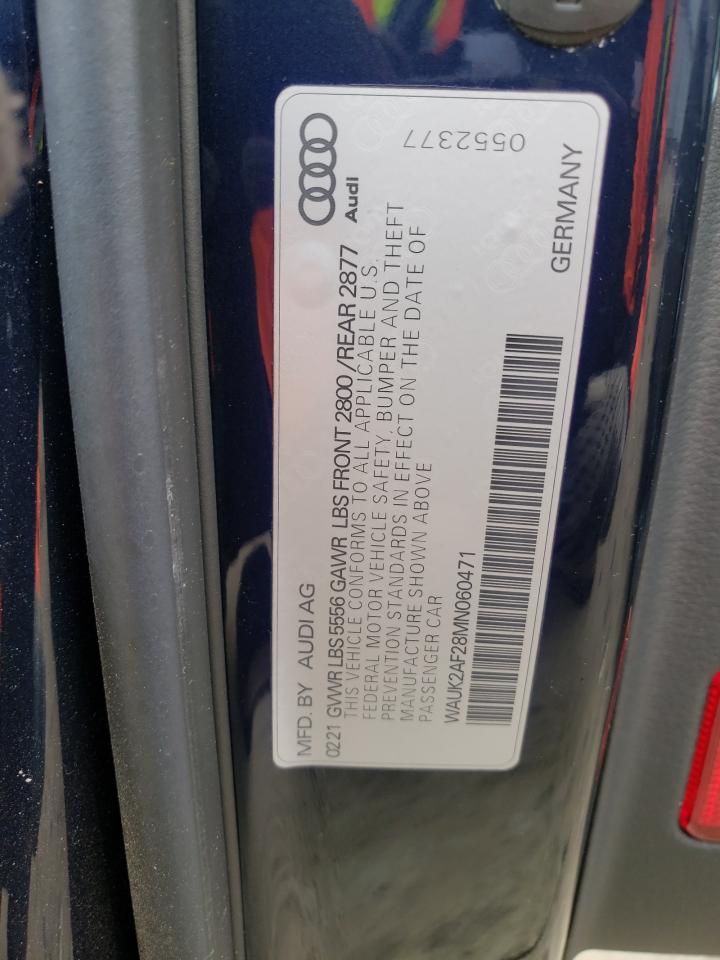 MFD. BY AUDI AG
Audi
0221 GVWR LBS 5556 GAWR LBS FRONT 2800 /REAR 2877
THIS VEHICLE CONFORMS TO ALL APPLICABLE U.S.
FEDERAL MOTOR VEHICLE SAFETY, BUMPER AND THEFT
PREVENTION STANDARDS IN EFFECT ON THE DATE OF
MANUFACTURE SHOWN ABOVE
PASSENGER CAR
WAUK2AF28MN060471
GERMANY
0552377